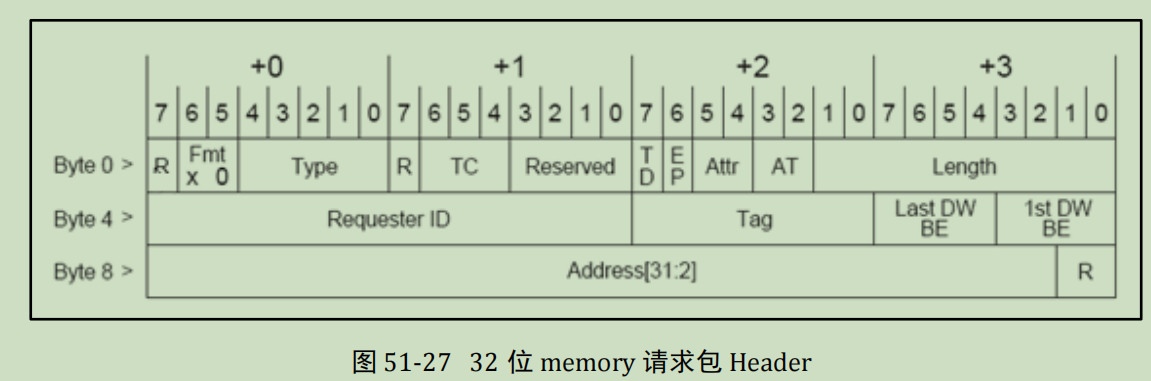 +0 +1 +2 +3
7 6 5 4 3 2 1 0 7 6 5 4 3 2 1 0 7 6 5 4 3 2 1 0 7 6 5 4 3 2 1 0
Byte 0 > R Fmt x 0 Type R TC Reserved TD EP Attr AT Length
Byte 4 > Requester ID Tag Last DW BE 1st DW BE
Byte 8 > Address[31:2] R
图 51-27 32 位 memory 请求包 Header